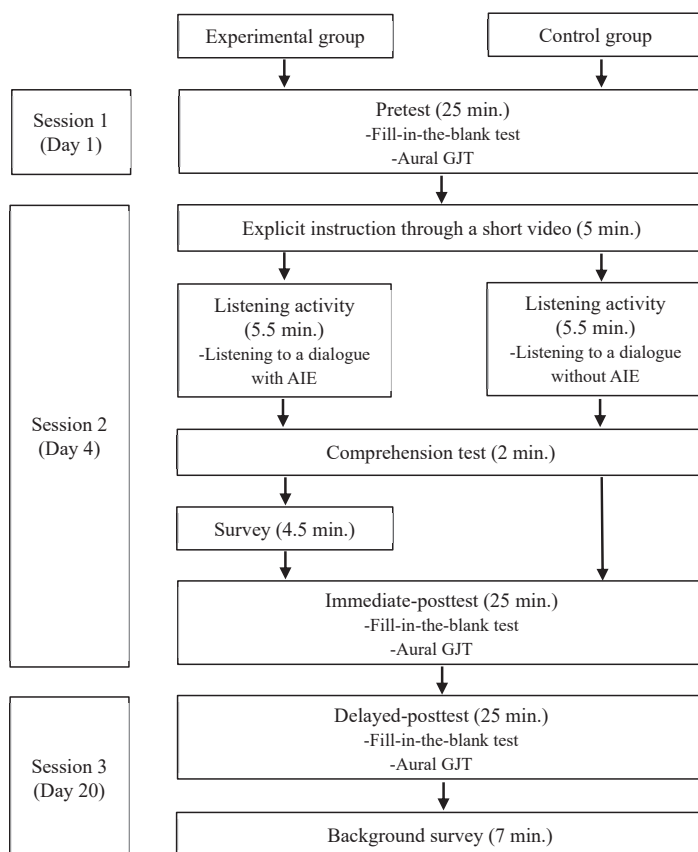 Experimental group
Control group
Session 1
(Day 1)
Pretest (25 min.)
-Fill-in-the-blank test
-Aural GJT
Session 2
(Day 4)
Explicit instruction through a short video (5 min.)
Listening activity
(5.5 min.)
-Listening to a dialogue
with AIE
Listening activity
(5.5 min.)
-Listening to a dialogue
without AIE
Comprehension test (2 min.)
Survey (4.5 min.)
Immediate-posttest (25 min.)
-Fill-in-the-blank test
-Aural GJT
Session 3
(Day 20)
Delayed-posttest (25 min.)
-Fill-in-the-blank test
-Aural GJT
Background survey (7 min.)